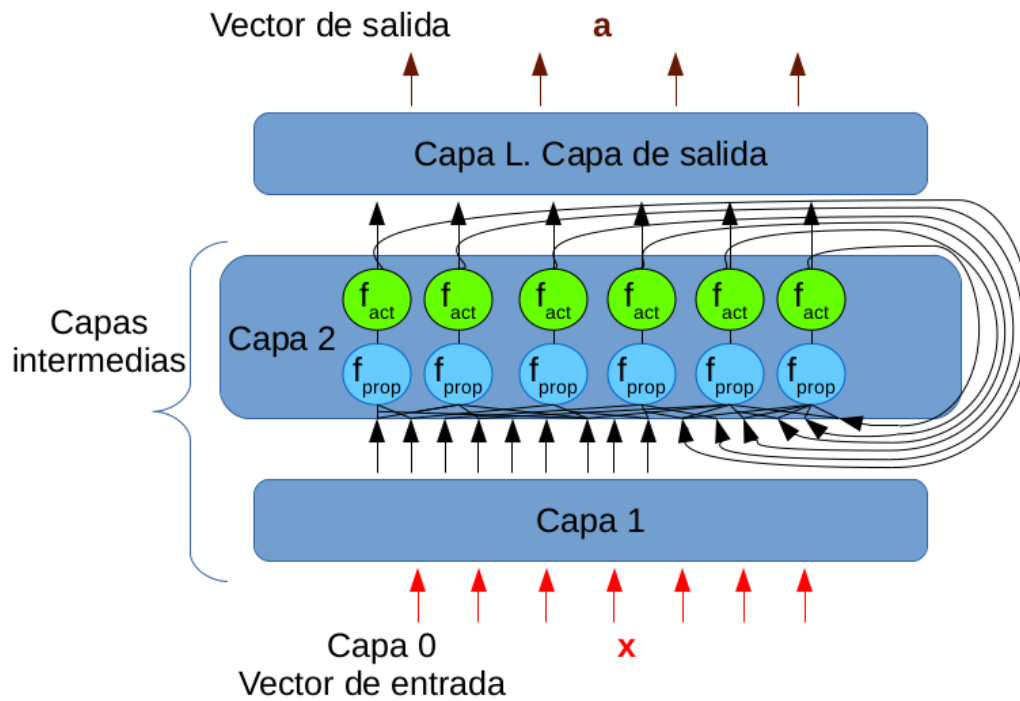 Vector de salida a
Capa L. Capa de salida
Capas
intermedias
Capa 2
f act f act f act f act f act f act
f prop f prop f prop f prop f prop f prop
Capa 1
Capa 0 x
Vector de entrada